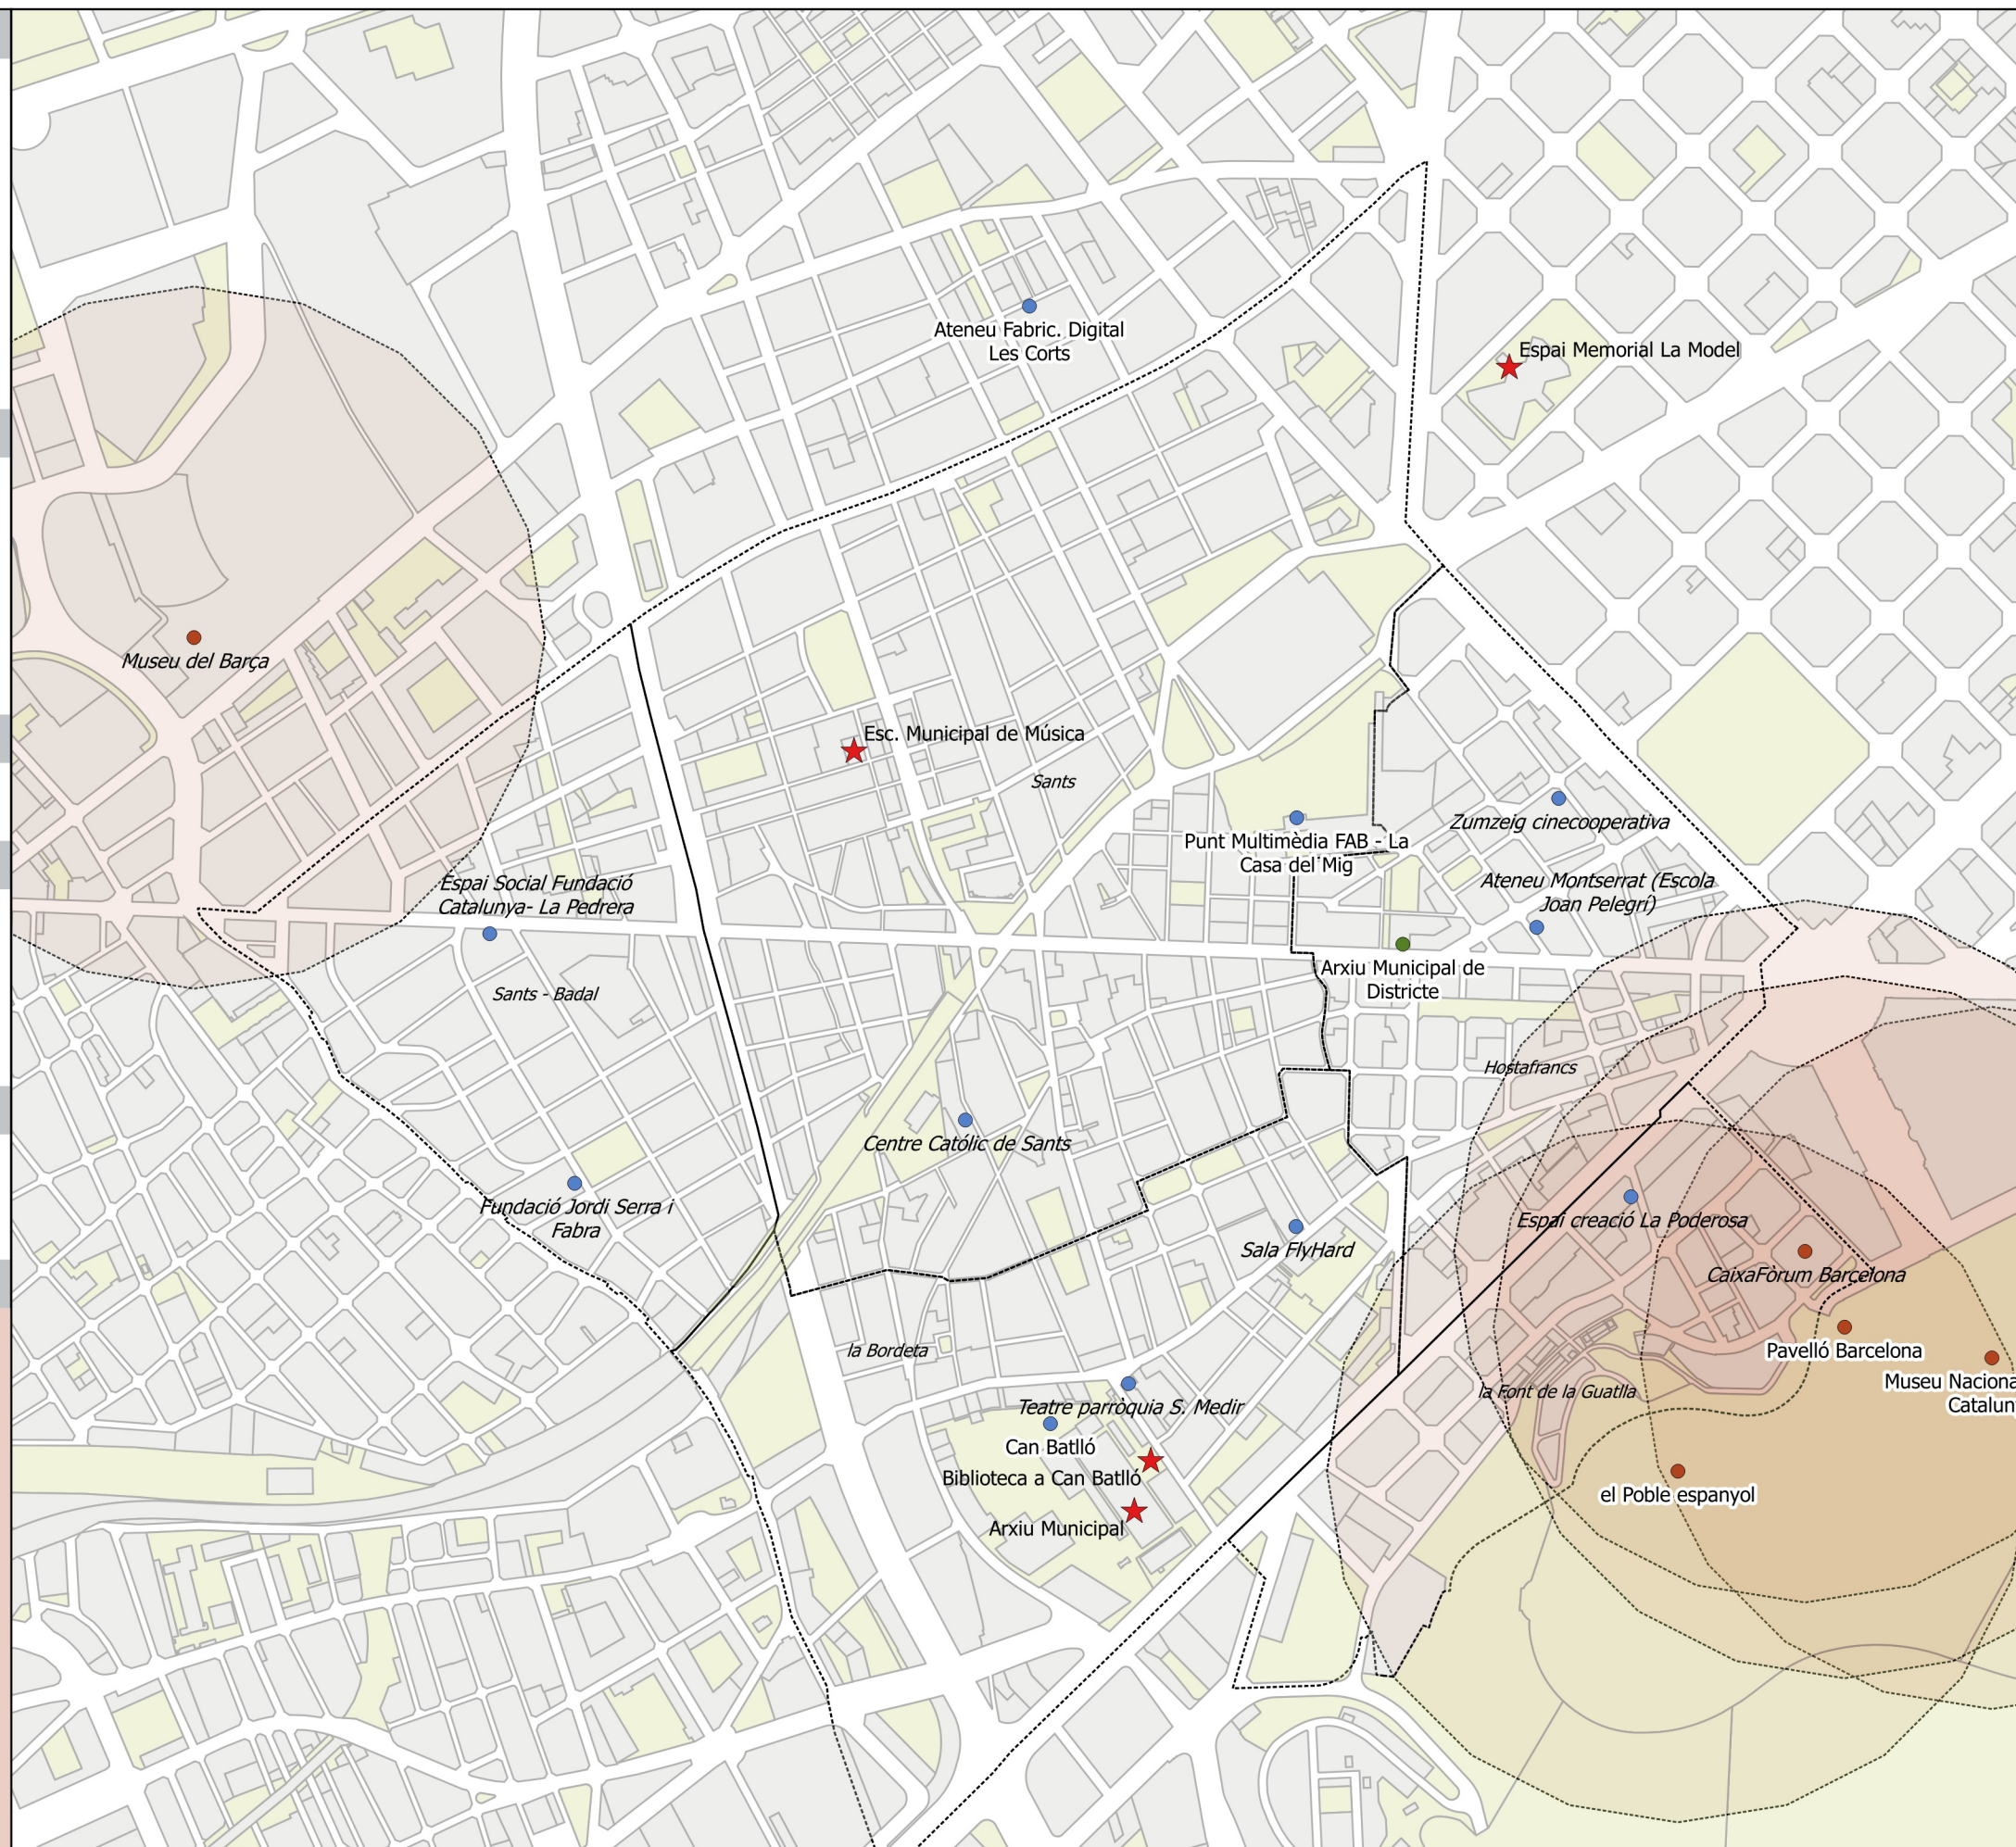 Ateneu Fabric. Digital
Les Corts
Espai Memorial La Model
Museu del Barça
Esc. Municipal de Música
Sants
Zumzeig cinecooperativa
Punt Multimèdia FAB - La
Casa del Mig
Espai Social Fundació
Catalunya- La Pedrera
Ateneu Montserrat (Escola
Joan Pelegrí)
Arxiu Municipal de
Districte
Sants - Badal
Hostafrancs
Centre Catòlic de Sants
Fundació Jordi Serra i
Fabra
Espai creació La Poderosa
Sala FlyHard
CaixaFòrum Barcelona
la Bordeta
Pavelló Barcelona
Museu Naciona
Catalun
la Font de la Guatlla
Teatre parròquia S. Medir
Can Batlló
Biblioteca a Can Batlló
el Poble espanyol
Arxiu Municipal